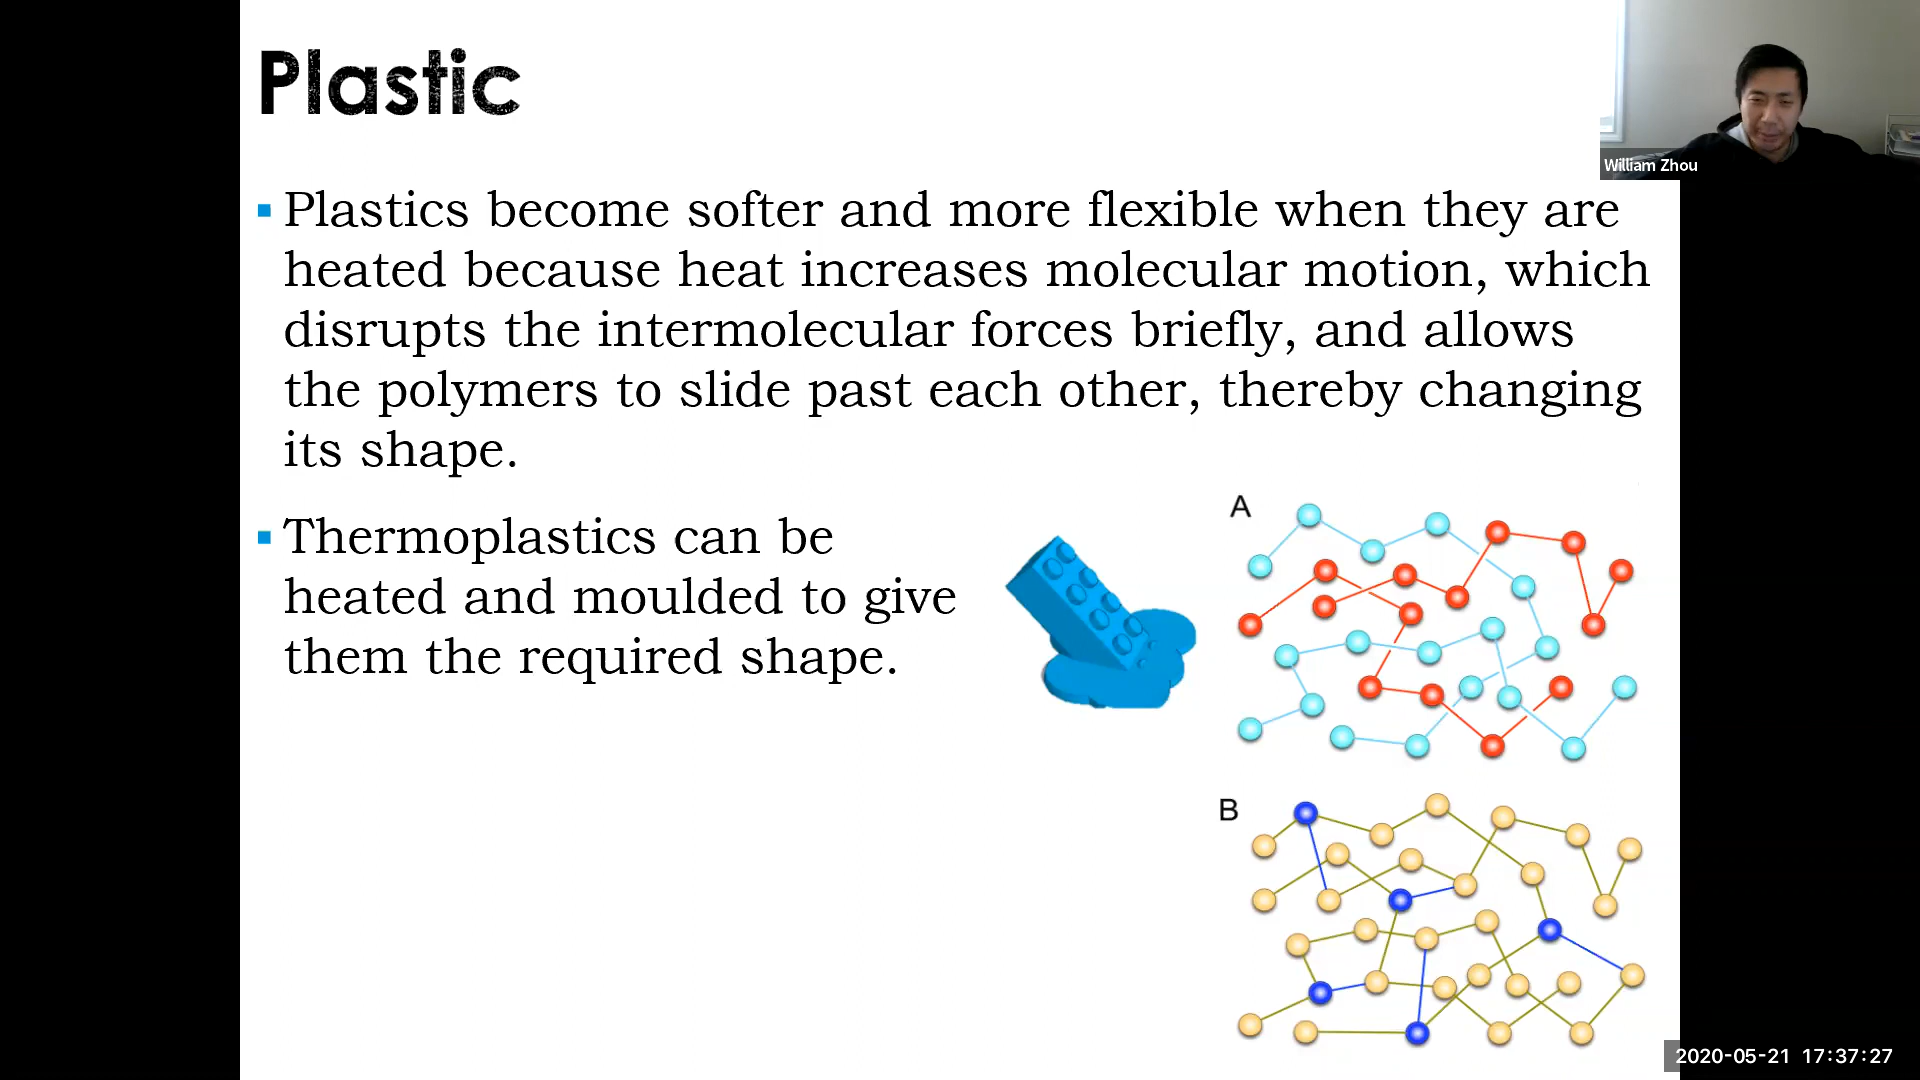 Plastic
William Zhou
Plastics become softer and more flexible when they are
heated because heat increases molecular motion, which
disrupts the intermolecular forces briefly, and allows
the polymers to slide past each other, thereby changing
its shape.
Thermoplastics can be
heated and moulded to give
them the required shape.
A
B
2020-05-21 17:37:27